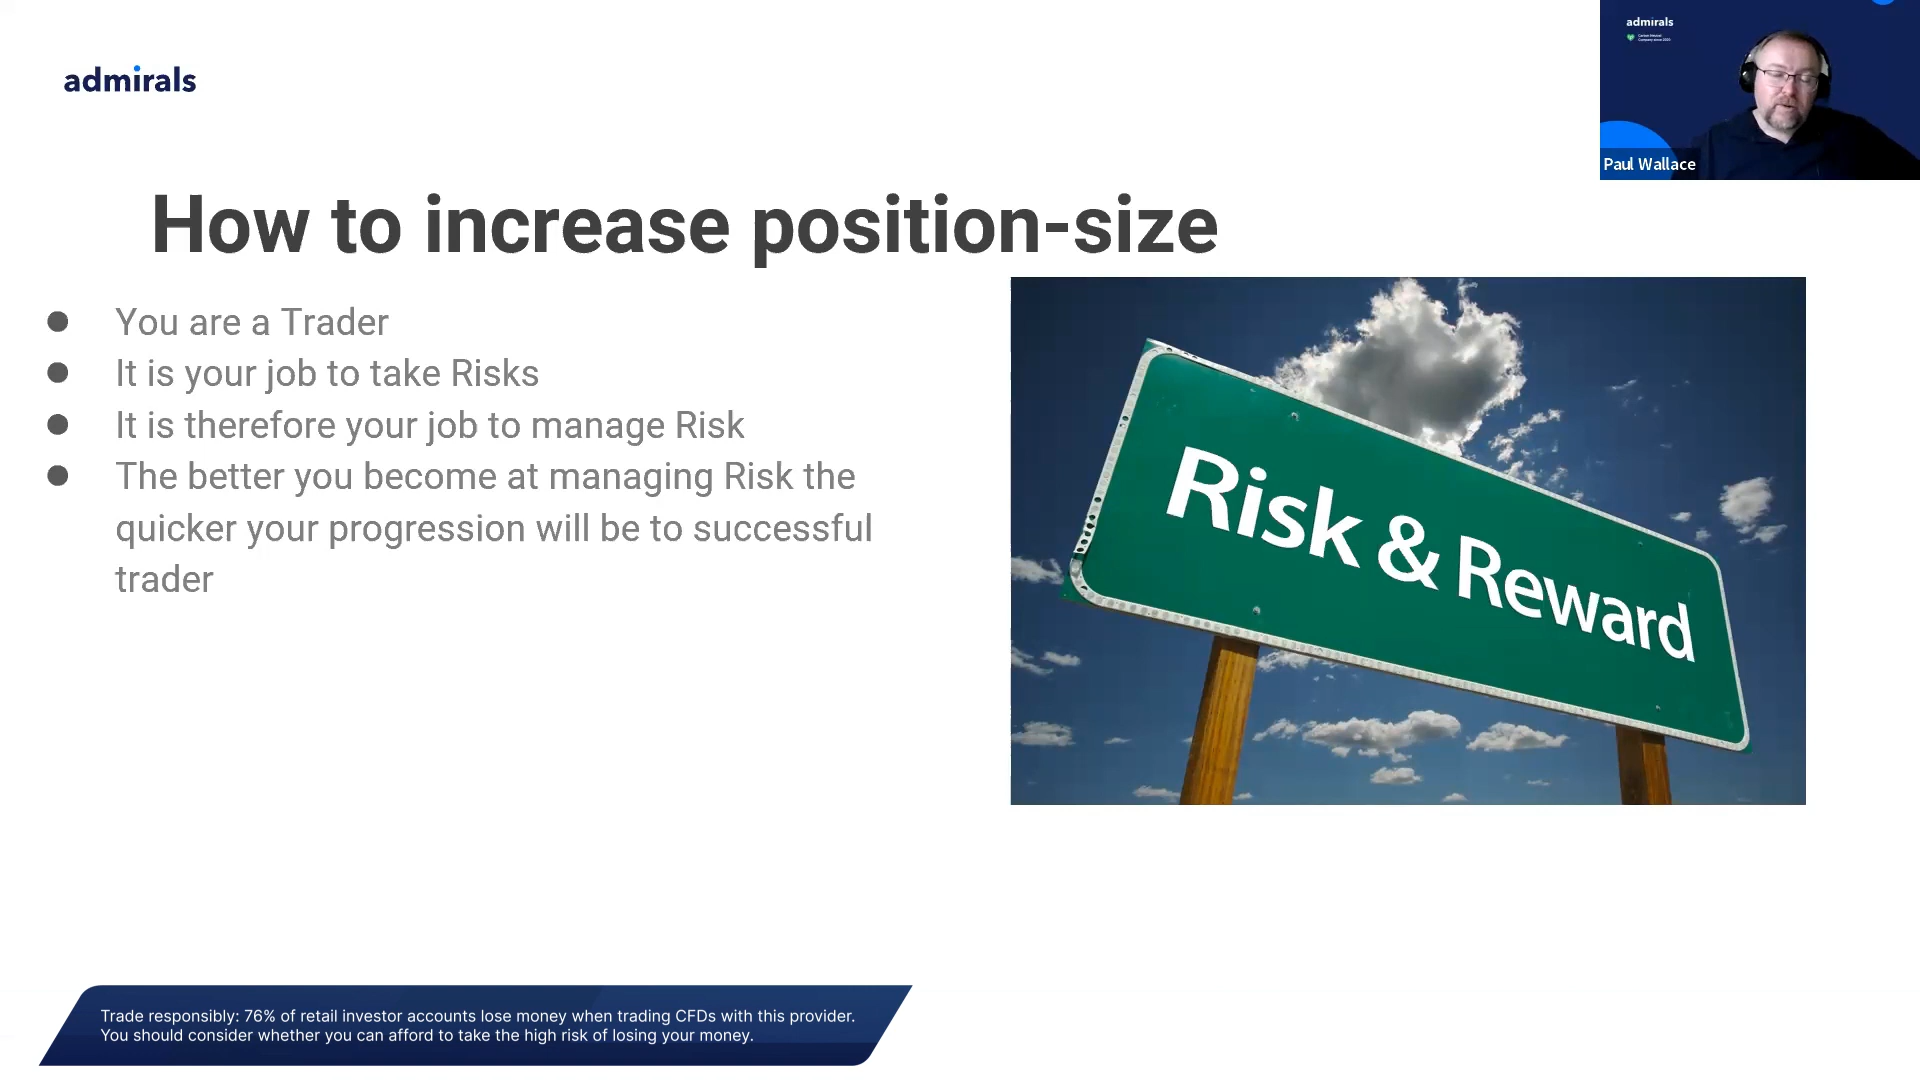 admirals
admirals
Paul Wallace
How to increase position-size
You are a Trader
It is your job to take Risks
It is therefore your job to manage Risk
The better you become at managing Risk the
quicker your progression will be to successful
trader
Risk & Reward
Trade responsibly: 76% of retail investor accounts lose money when trading CFDs with this provider.
You should consider whether you can afford to take the high risk of losing your money.